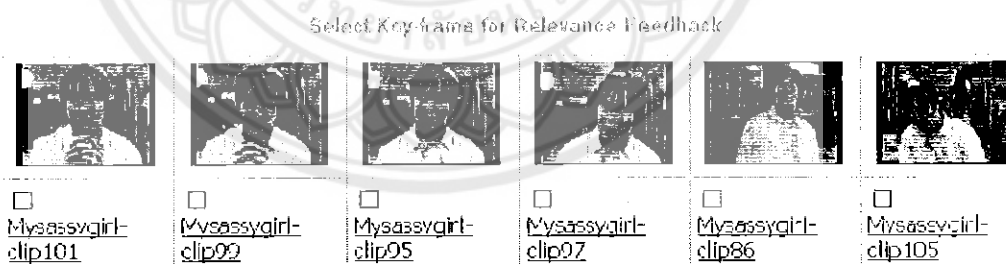 Select Key-frame for Relevance Feedback
Mysassygirl-
clip101
Mysassygirl-
clip99
Mysassygirl-
clip95
Mysassygirl-
clip97
Mysassygirl-
clip86
Mysassygirl-
clip105